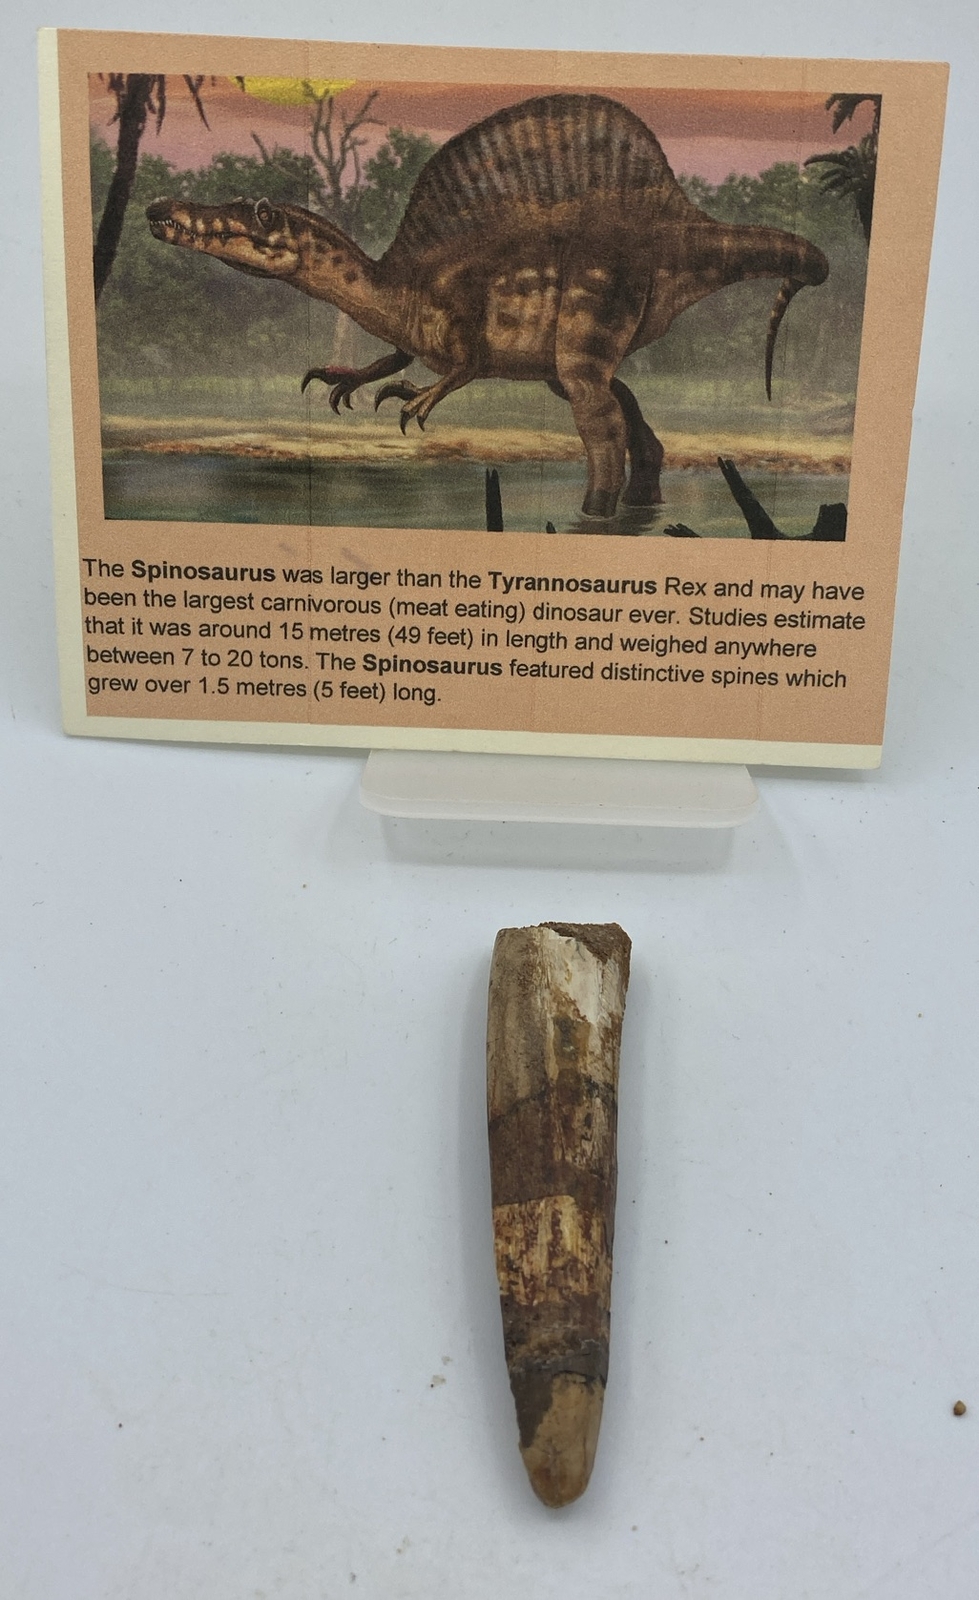 The Spinosaurus was larger than the Tyrannosaurus Rex and may have
been the largest carnivorous (meat eating) dinosaur ever. Studies estimate
that it was around 15 metres (49 feet) in length and weighed anywhere
between 7 to 20 tons. The Spinosaurus featured distinctive spines which
grew over 1.5 metres (5 feet) long.